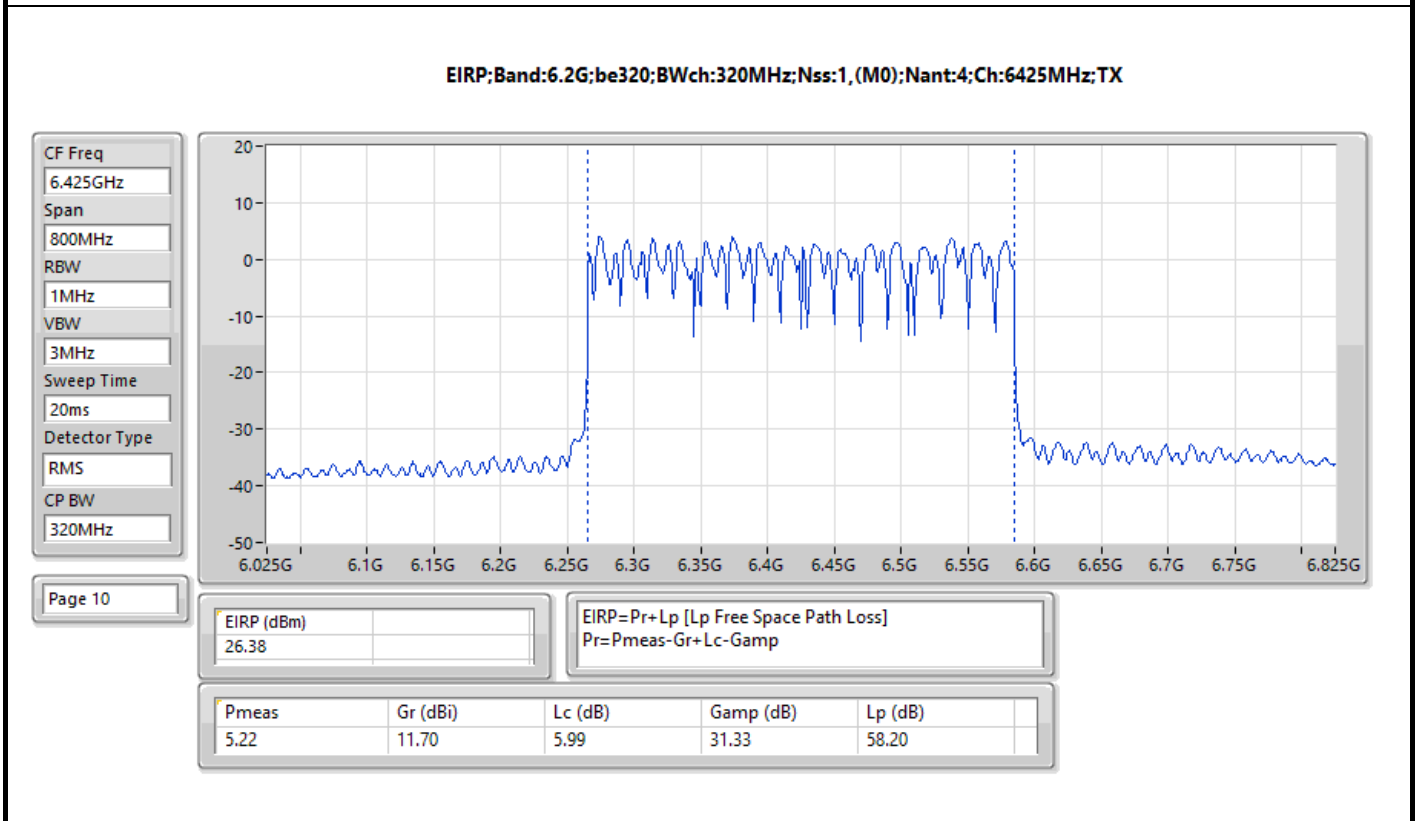 EIRP;Band:6.2G;be320;BWch:320MHz;Nss:1,(M0);Nant:4;Ch:6425MHz;TX
CF Freq
6.425GHz
Span
800MHz
RBW
1MHz
VBW
3MHz
Sweep Time
20ms
Detector Type
RMS
CP BW
320MHz
Page 10
20
10
0
-10
-20
-30
-40
-50
6.025G 6.1G 6.15G 6.2G 6.25G 6.3G 6.35G 6.4G 6.45G 6.5G 6.55G 6.6G 6.65G 6.7G 6.75G 6.825G
EIRP (dBm)
26.38
EIRP=Pr+Lp [Lp Free Space Path Loss]
Pr=Pmeas-Gr+Lc-Gamp
Pmeas Gr (dBi) Lc (dB) Gamp (dB) Lp (dB)
5.22 11.70 5.99 31.33 58.20